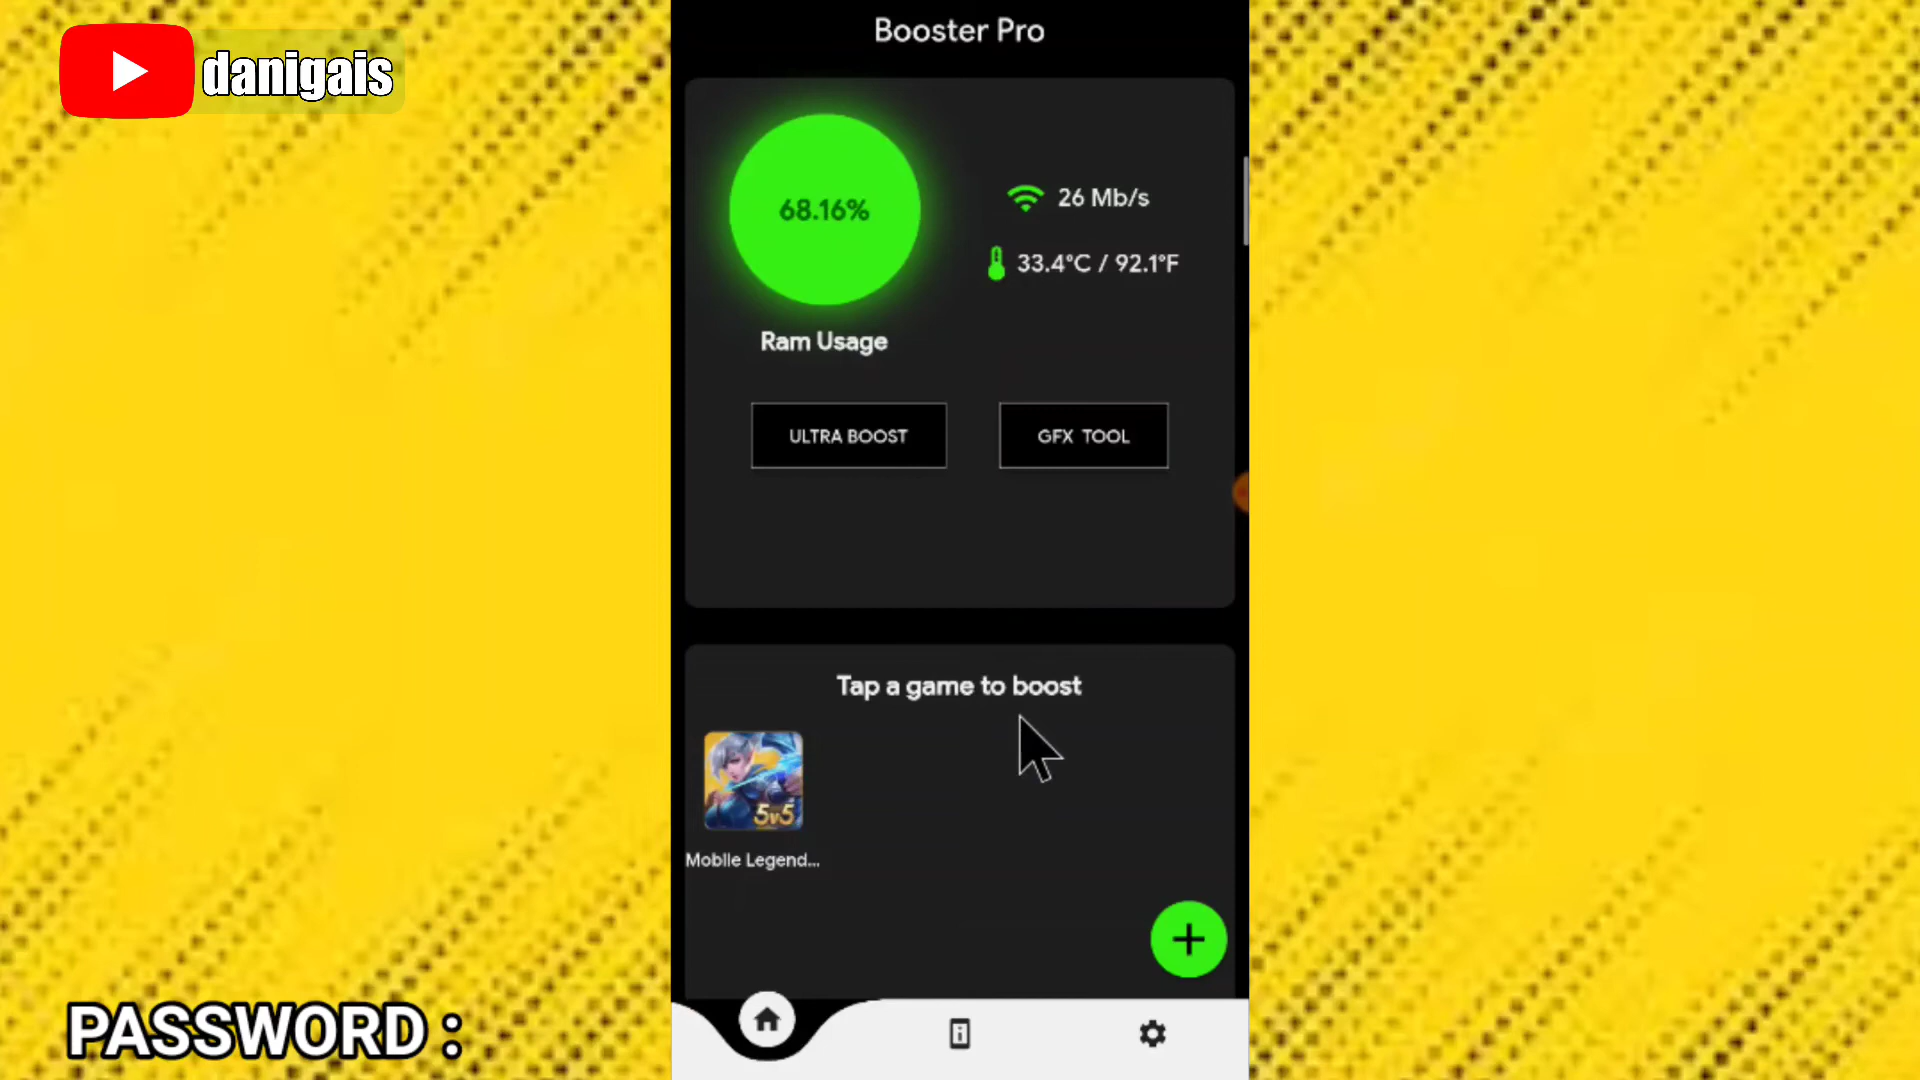 danigais
Booster Pro
68.16%
26 Mb/s
33.4°C / 92.1°F
Ram Usage
ULTRA BOOST
GFX TOOL
Tap a game to boost
5v5
Mobile Legend...
PASSWORD :